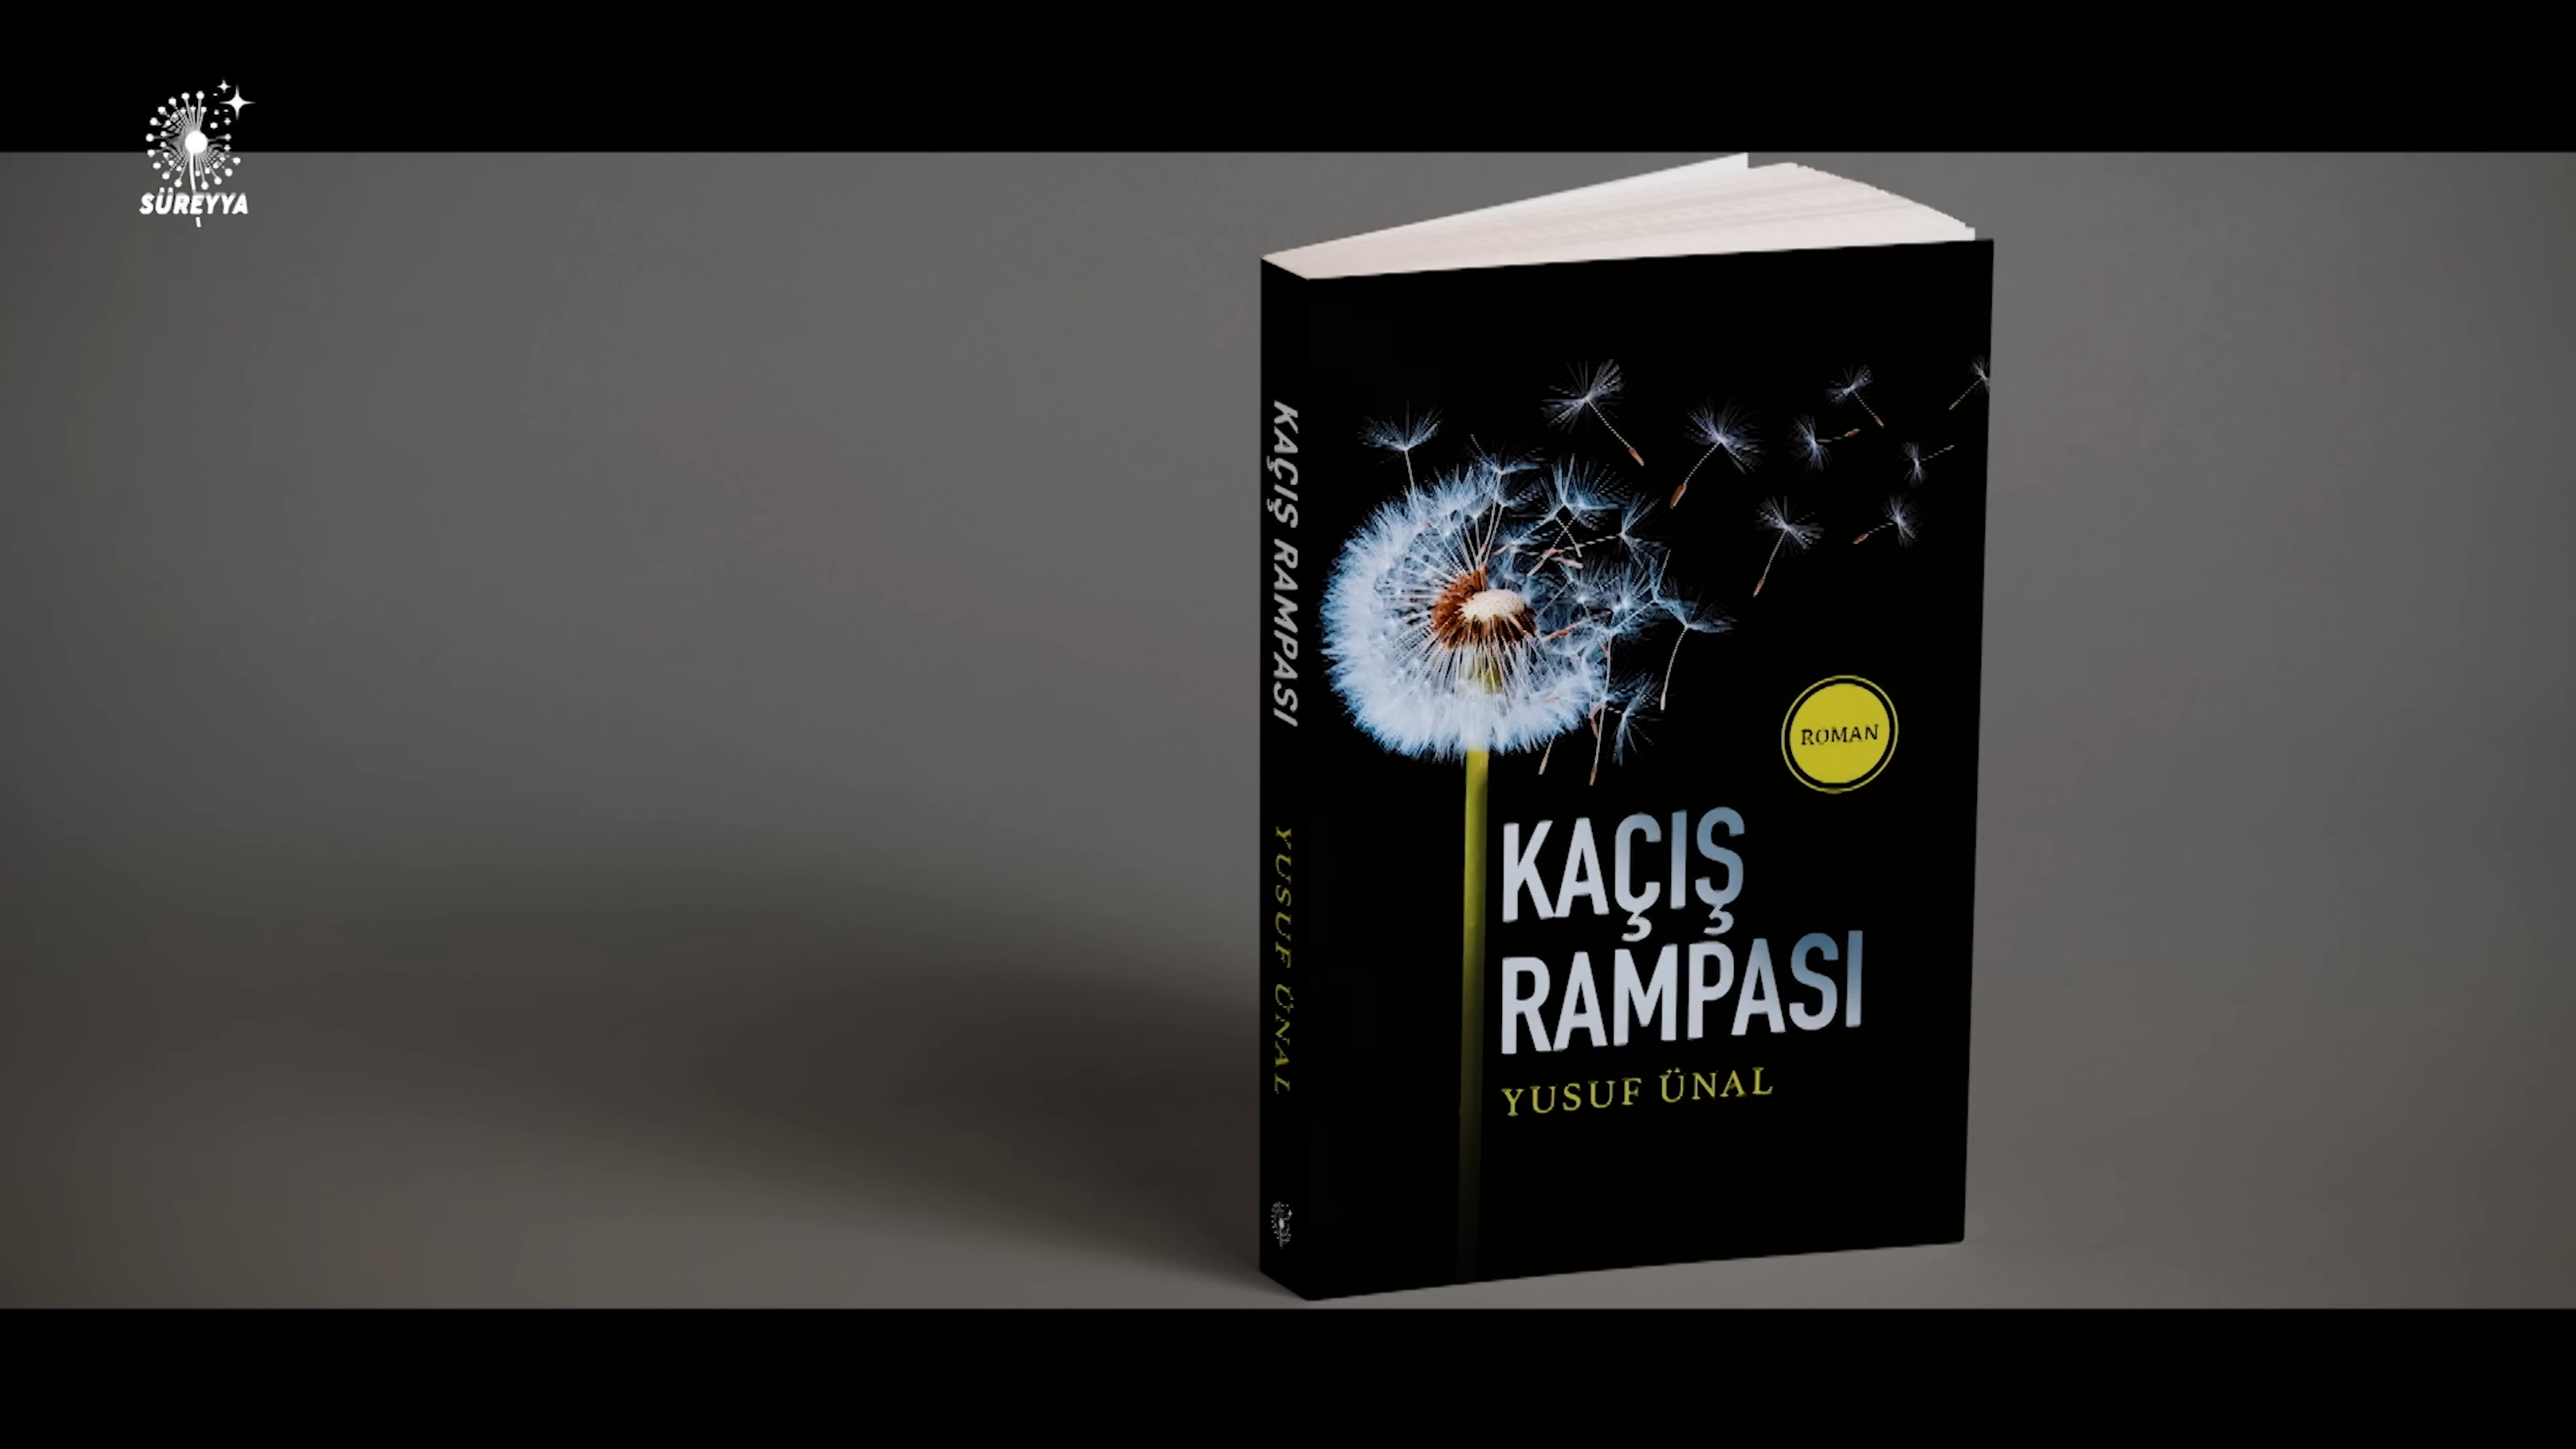 SÜREYYA
KAÇIŞ RAMPASI
YUSUF ÜNAL
ROMAN
KAÇIŞ
RAMPASI
YUSUF ÜNAL